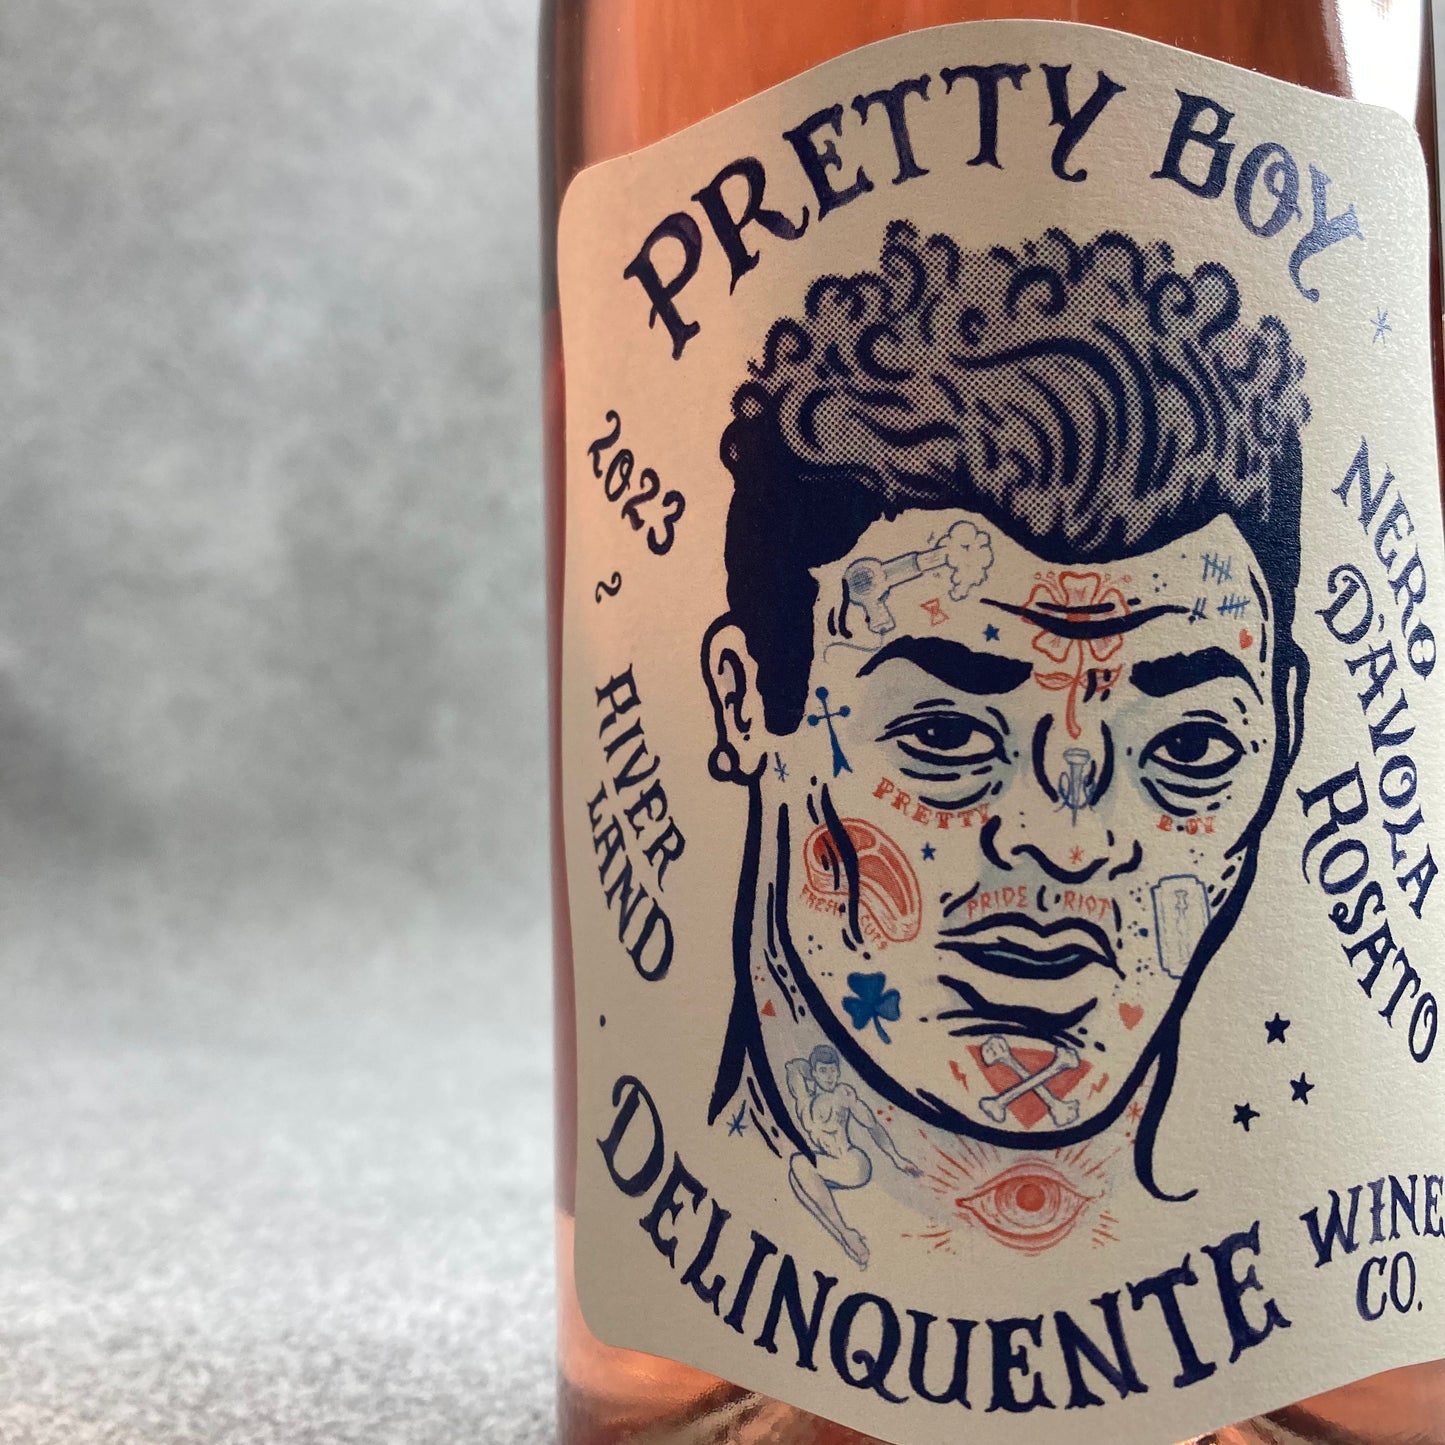 PRETTY BOY
2023 ~ RIVER
LAND
NERO
D'AVOLA
ROSATO
PRETTY BOY
FRESH CUTS
PRIDE RIOT
DELINQUENTE
WINE
CO.